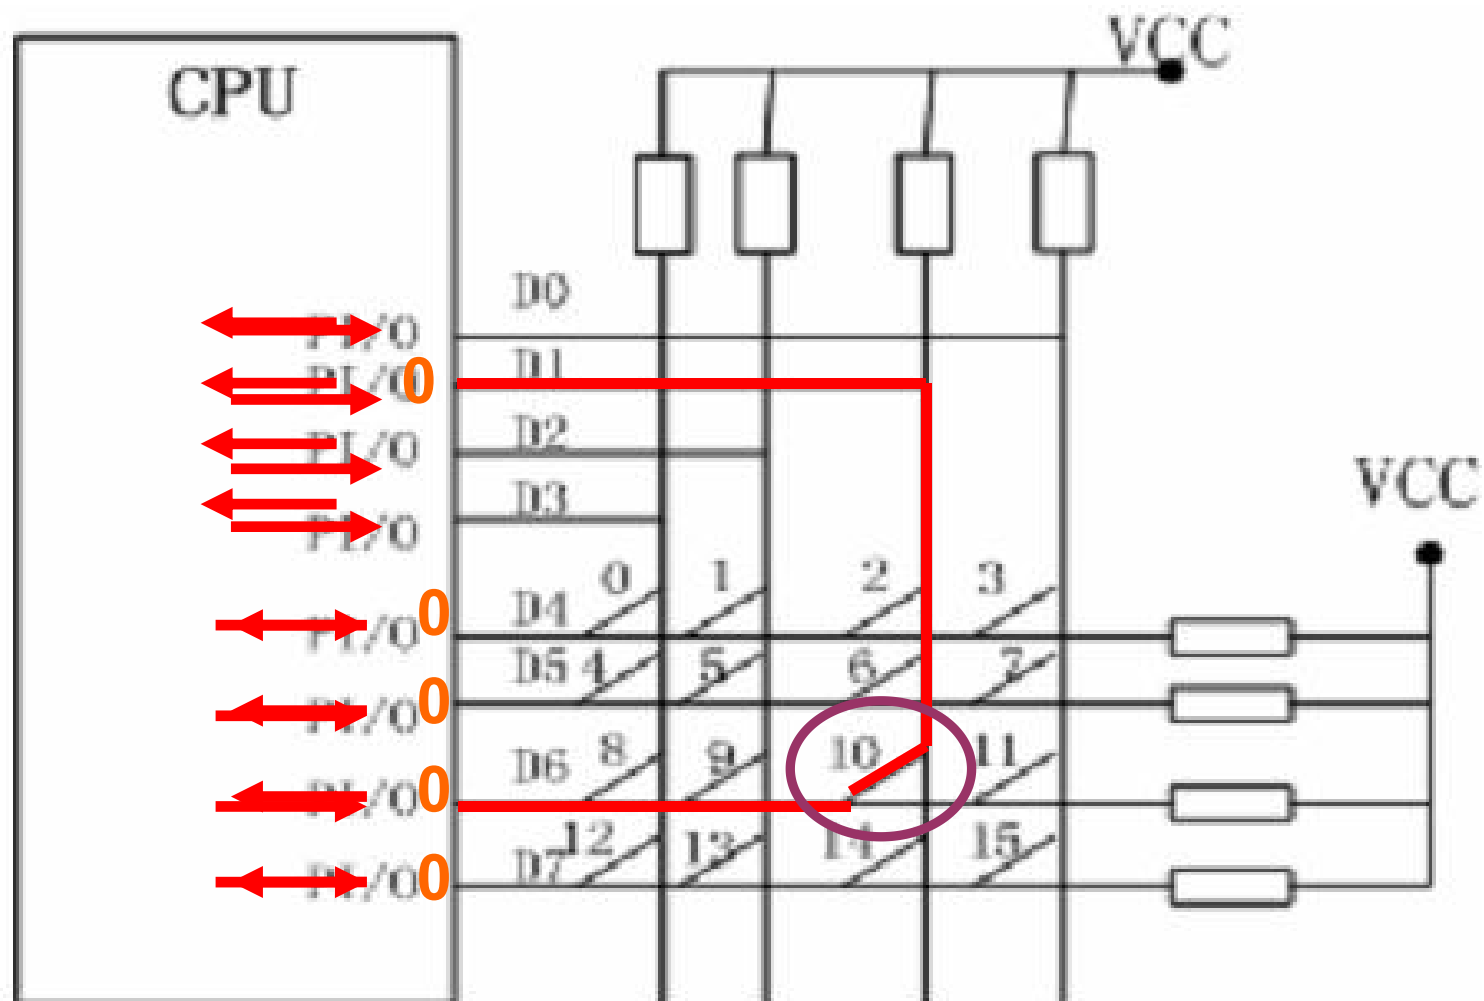 VCC
CPU
D0
PI/O
D1
PI/O 0
D2
PI/O
D3
PI/O
VCC
0 1 2 3
D4
PI/O 0
D5 4 5 6 7
PI/O 0
D6 8 9 10 11
PI/O 0
D7 12 13 14 15
PI/O 0